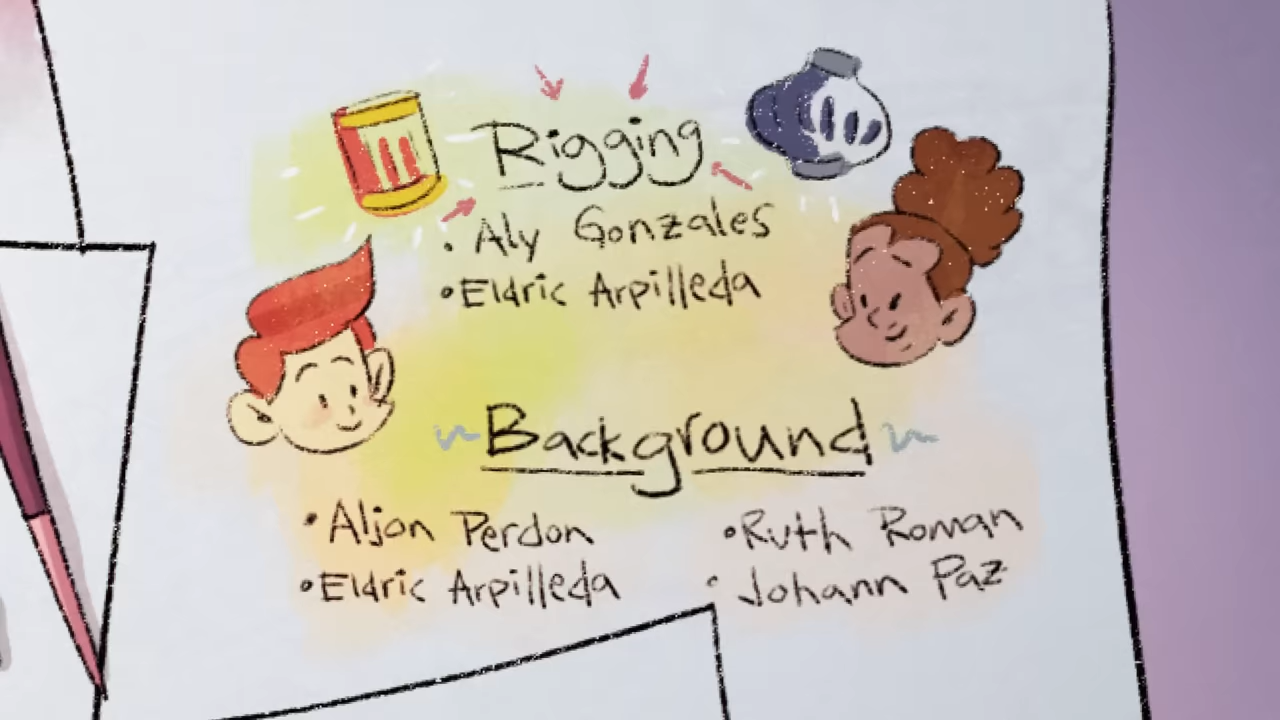 Rigging
• Aly Gonzales
• Eldric Arpilleda
Background
• Aljon Perdon
• Eldric Arpilleda
• Ruth Roman
• Johann Paz